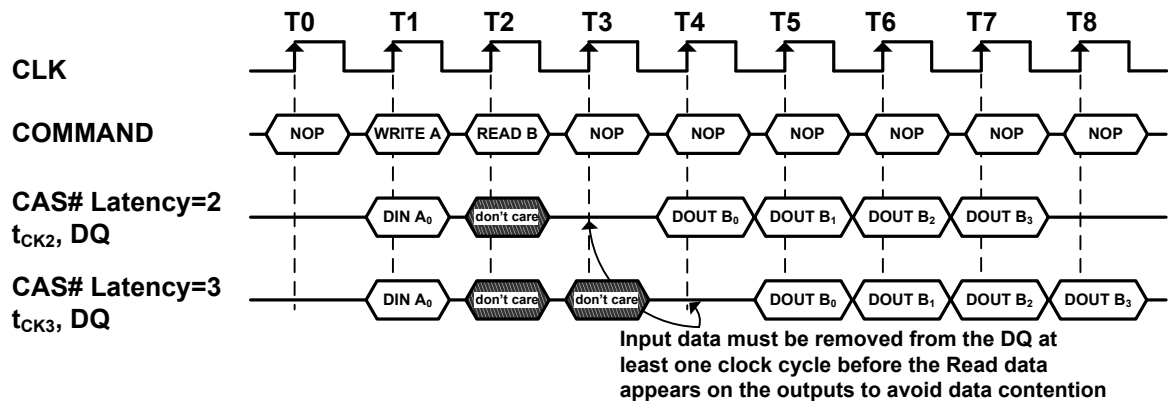 T0 T1 T2 T3 T4 T5 T6 T7 T8
CLK
COMMAND NOP WRITE A READ B NOP NOP NOP NOP NOP NOP
CAS# Latency=2
tCK2, DQ DIN A0 don't care DOUT B0 DOUT B1 DOUT B2 DOUT B3
CAS# Latency=3
tCK3, DQ DIN A0 don't care don't care DOUT B0 DOUT B1 DOUT B2 DOUT B3
Input data must be removed from the DQ at
least one clock cycle before the Read data
appears on the outputs to avoid data contention